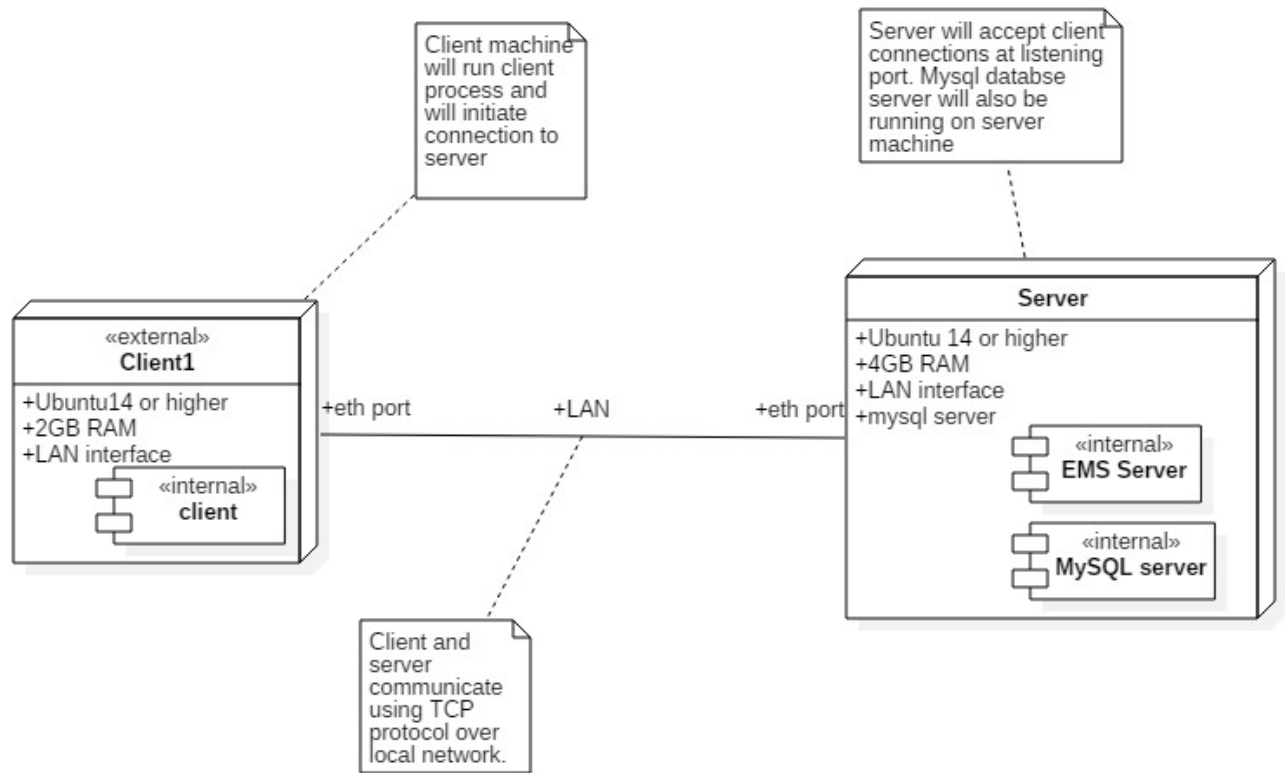 Client machine
will run client
process and
will initiate
connection to
server
Server will accept client
connections at listening
port. Mysql databse
server will also be
running on server
machine
«external»
Client1
+Ubuntu14 or higher
+2GB RAM
+LAN interface
«internal»
client
+eth port
+LAN
+eth port
Server
+Ubuntu 14 or higher
+4GB RAM
+LAN interface
+mysql server
«internal»
EMS Server
«internal»
MySQL server
Client and
server
communicate
using TCP
protocol over
local network.